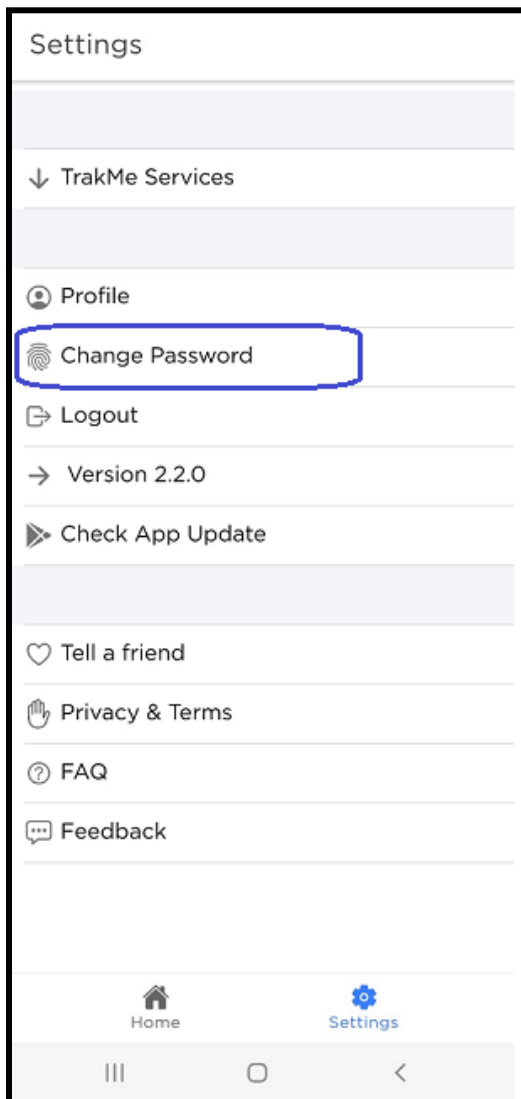 Settings
TrakMe Services
Profile
Change Password
Logout
Version 2.2.0
Check App Update
Tell a friend
Privacy & Terms
FAQ
Feedback
Home
Settings